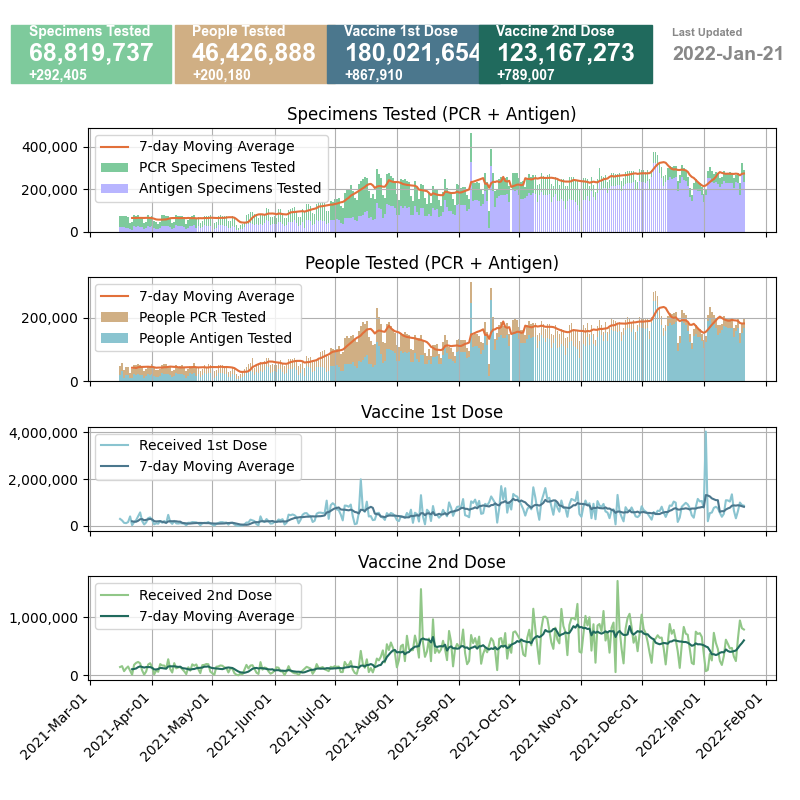 Specimens Tested
68,819,737
+292,405
People Tested
46,426,888
+200,180
Vaccine 1st Dose
180,021,654
+867,910
Vaccine 2nd Dose
123,167,273
+789,007
Last Updated
2022-Jan-21
Specimens Tested (PCR + Antigen)
400,000
200,000
0
7-day Moving Average
PCR Specimens Tested
Antigen Specimens Tested
People Tested (PCR + Antigen)
200,000
0
7-day Moving Average
People PCR Tested
People Antigen Tested
Vaccine 1st Dose
4,000,000
2,000,000
0
Received 1st Dose
7-day Moving Average
Vaccine 2nd Dose
1,000,000
0
Received 2nd Dose
7-day Moving Average
2021-Mar-01
2021-Apr-01
2021-May-01
2021-Jun-01
2021-Jul-01
2021-Aug-01
2021-Sep-01
2021-Oct-01
2021-Nov-01
2021-Dec-01
2022-Jan-01
2022-Feb-01